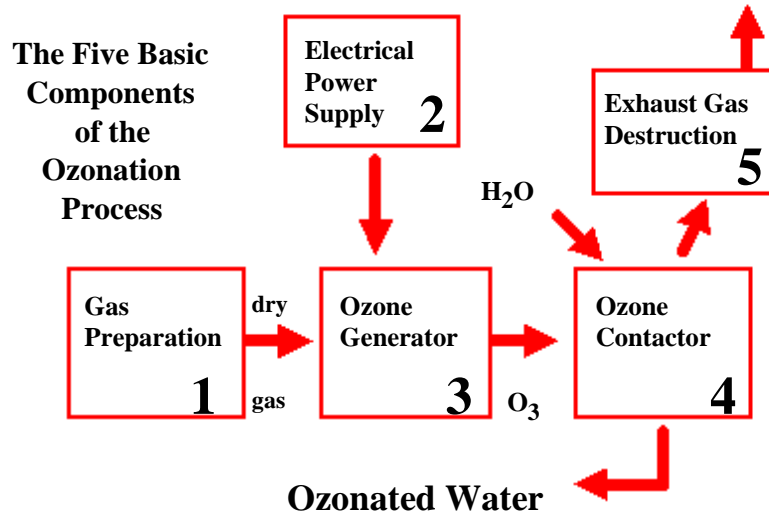 The Five Basic
Components
of the
Ozonation
Process
Electrical
Power
Supply 2
Exhaust Gas
Destruction
5
H₂O
Gas
Preparation
1
dry
gas
Ozone
Generator
3
O₃
Ozone
Contactor
4
Ozonated Water